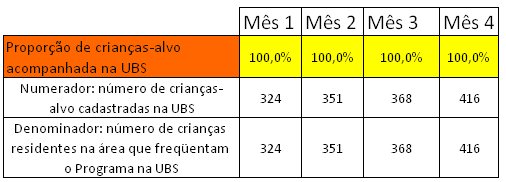 Mês 1 Mês 2 Mês 3 Mês 4
Proporção de crianças-alvo
acompanhada na UBS 100,0% 100,0% 100,0% 100,0%
Numerador: número de crianças-
alvo cadastradas na UBS 324 351 368 416
Denominador: número de crianças
residentes na área que freqüentam
o Programa na UBS 324 351 368 416